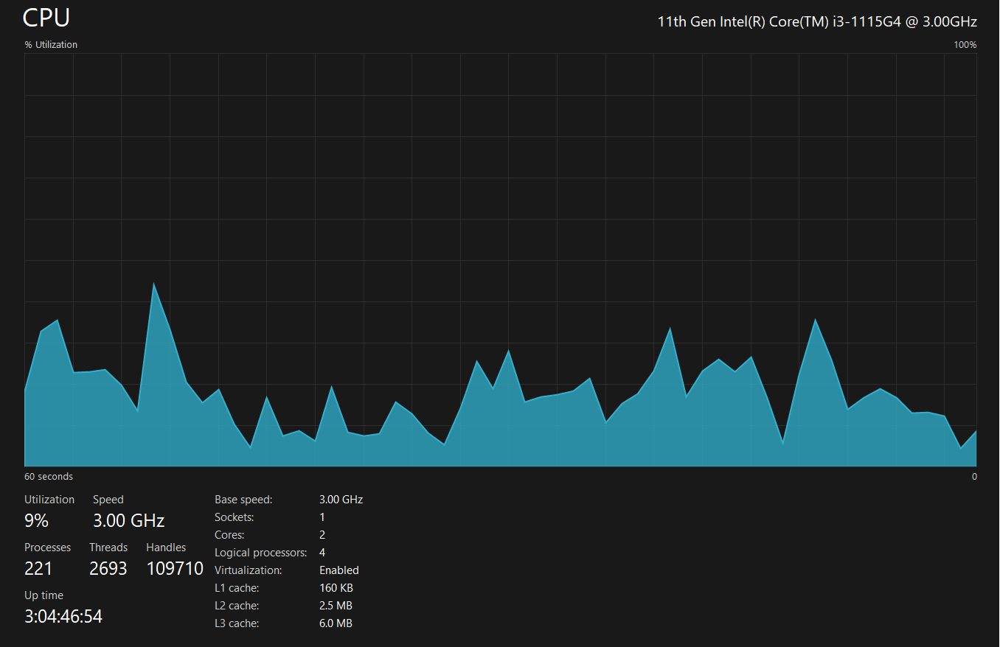 CPU
11th Gen Intel(R) Core(TM) i3-1115G4 @ 3.00GHz
% Utilization 100%
60 seconds 0
Utilization Speed
9% 3.00 GHz
Processes Threads Handles
221 2693 109710
Up time
3:04:46:54
Base speed: 3.00 GHz
Sockets: 1
Cores: 2
Logical processors: 4
Virtualization: Enabled
L1 cache: 160 KB
L2 cache: 2.5 MB
L3 cache: 6.0 MB